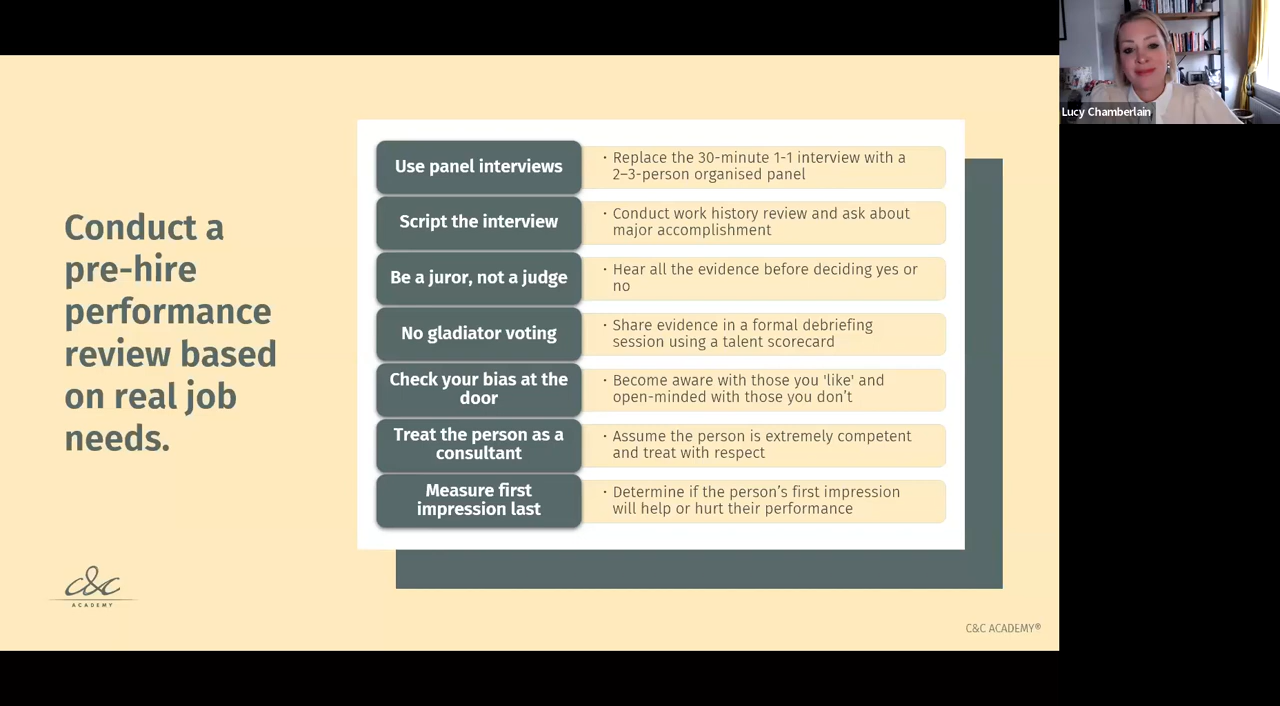 Lucy Chamberlain
Conduct a
pre-hire
performance
review based
on real job
needs.
Use panel interviews
· Replace the 30-minute 1-1 interview with a
2–3-person organised panel
Script the interview
· Conduct work history review and ask about
major accomplishment
Be a juror, not a judge
· Hear all the evidence before deciding yes or
no
No gladiator voting
· Share evidence in a formal debriefing
session using a talent scorecard
Check your bias at the
door
· Become aware with those you 'like' and
open-minded with those you don’t
Treat the person as a
consultant
· Assume the person is extremely competent
and treat with respect
Measure first
impression last
· Determine if the person’s first impression
will help or hurt their performance
c&c
ACADEMY
C&C ACADEMY®